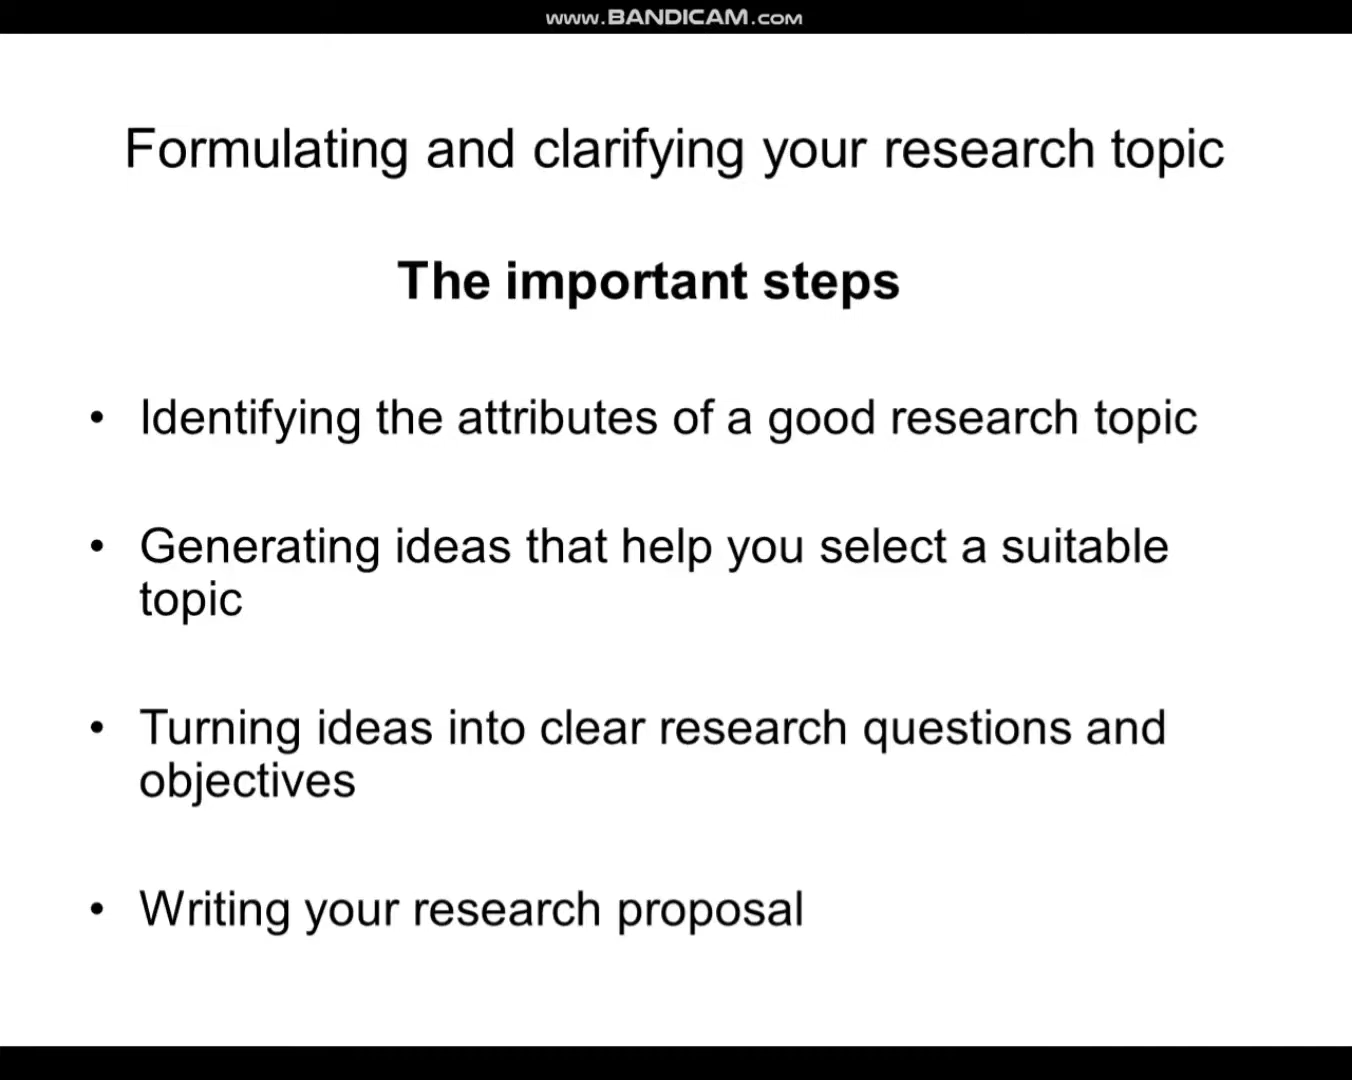 www.BANDICAM.com
Formulating and clarifying your research topic
The important steps
• Identifying the attributes of a good research topic
• Generating ideas that help you select a suitable
topic
• Turning ideas into clear research questions and
objectives
• Writing your research proposal